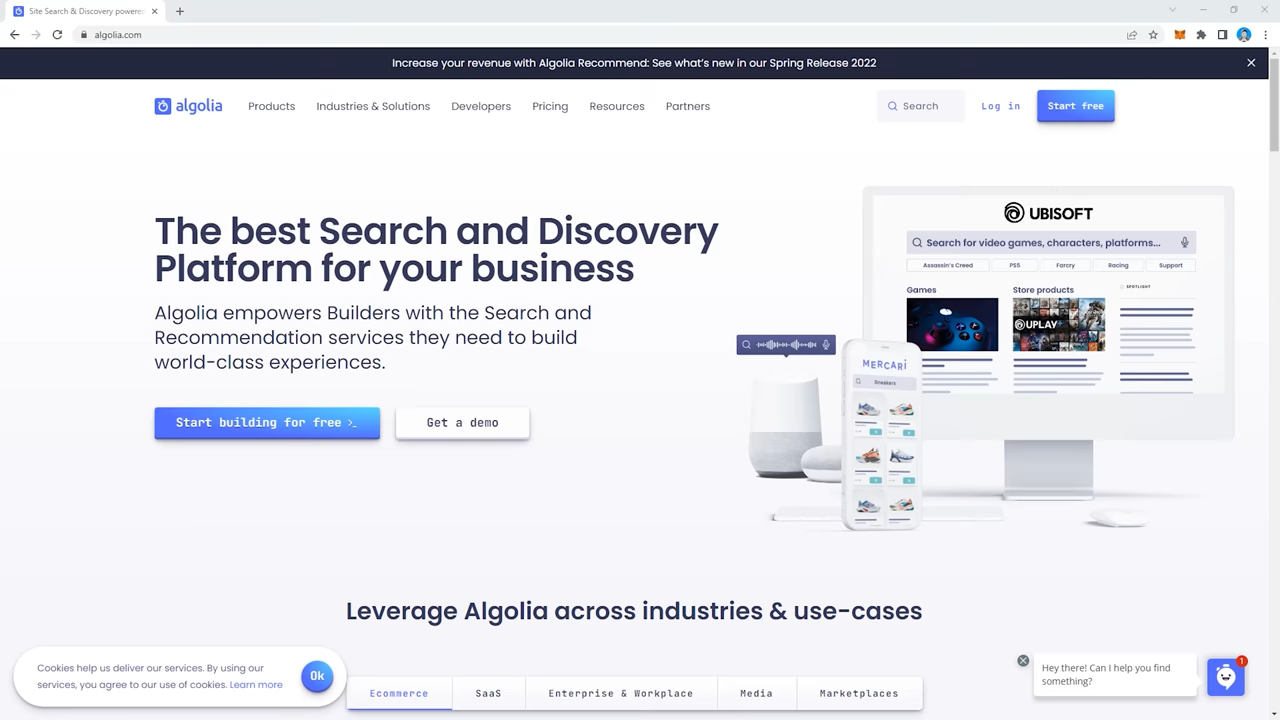 Site Search & Discovery powere
algolia.com
Increase your revenue with Algolia Recommend: See what's new in our Spring Release 2022
algolia
Products
Industries & Solutions
Developers
Pricing
Resources
Partners
Search
Log in
Start free
The best Search and Discovery
Platform for your business
Algolia empowers Builders with the Search and
Recommendation services they need to build
world-class experiences.
Start building for free >_
Get a demo
UBISOFT
Search for video games, characters, platforms...
Assassin's Creed
PS5
Farcry
Racing
Support
Games
Store products
SPOTLIGHT
UPLAY
MERCARI
Sneakers
Leverage Algolia across industries & use-cases
Ecommerce
SaaS
Enterprise & Workplace
Media
Marketplaces
Cookies help us deliver our services. By using our
services, you agree to our use of cookies. Learn more
Ok
Hey there! Can I help you find
something?
1